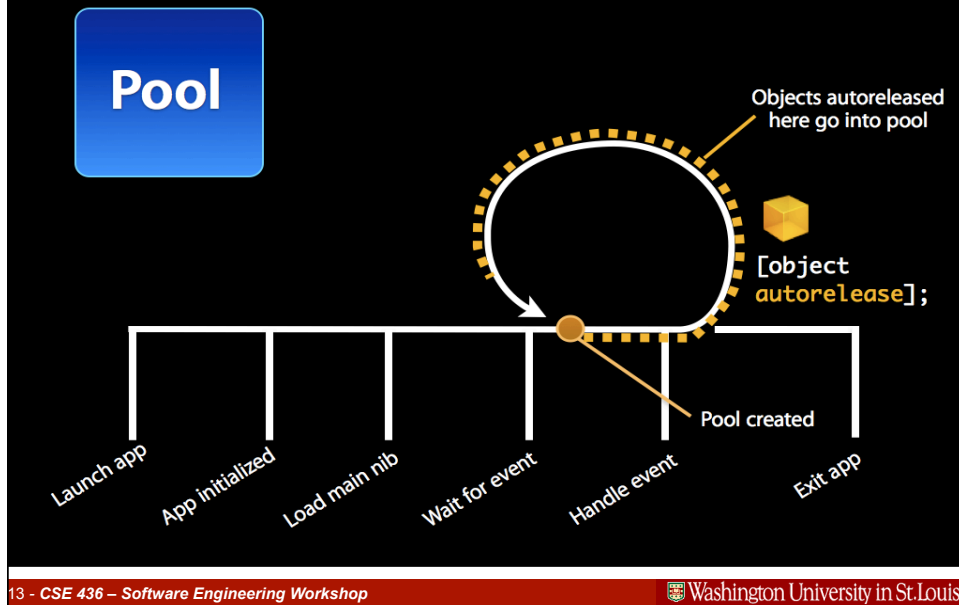 Pool
Objects autoreleased
here go into pool
[object
autorelease];
Pool created
Launch app
App initialized
Load main nib
Wait for event
Handle event
Exit app
13 - CSE 436 – Software Engineering Workshop
Washington University in St.Louis